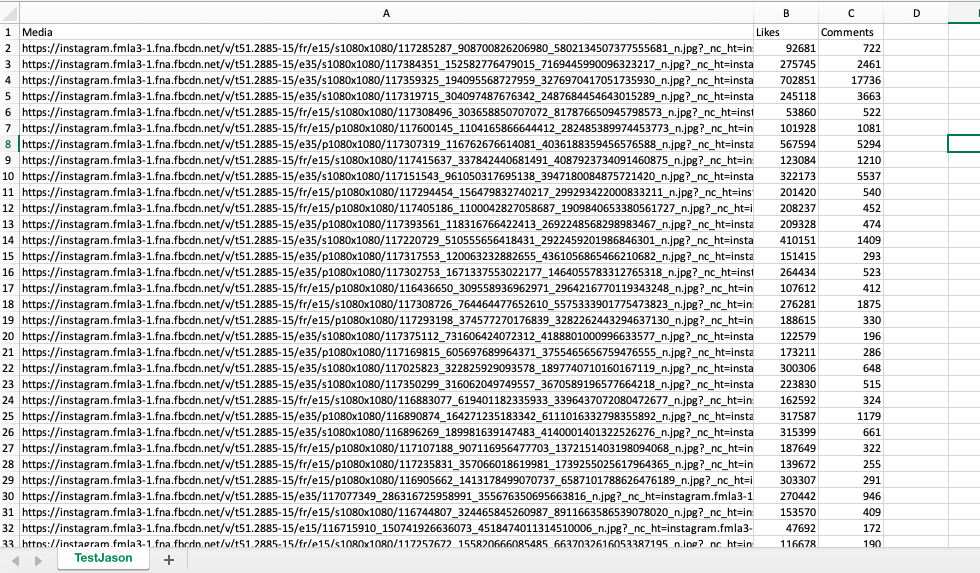 A B C D
1 Media Likes Comments
2 https://instagram.fmla3-1.fna.fbcdn.net/v/t51.2885-15/fr/e15/s1080x1080/117285287_908700826206980_5802134507377555681_n.jpg?_nc_ht=in 92681 722
3 https://instagram.fmla3-1.fna.fbcdn.net/v/t51.2885-15/e35/s1080x1080/117384351_152582776479015_7169445990096323217_n.jpg?_nc_ht=insta 275745 2461
4 https://instagram.fmla3-1.fna.fbcdn.net/v/t51.2885-15/e35/s1080x1080/117359325_194095568727959_3276970417051735930_n.jpg?_nc_ht=insta 702851 17736
5 https://instagram.fmla3-1.fna.fbcdn.net/v/t51.2885-15/e35/s1080x1080/117319715_304097487676342_2487684454643015289_n.jpg?_nc_ht=insta 245118 3663
6 https://instagram.fmla3-1.fna.fbcdn.net/v/t51.2885-15/fr/e15/s1080x1080/117308496_303658850707072_817876650945798573_n.jpg?_nc_ht=inst 53860 522
7 https://instagram.fmla3-1.fna.fbcdn.net/v/t51.2885-15/fr/e15/p1080x1080/117600145_1104165866644412_282485389974453773_n.jpg?_nc_ht=in 101928 1081
8 https://instagram.fmla3-1.fna.fbcdn.net/v/t51.2885-15/e35/p1080x1080/117307319_116762676614081_4036188359456576588_n.jpg?_nc_ht=insta 567594 5294
9 https://instagram.fmla3-1.fna.fbcdn.net/v/t51.2885-15/fr/e15/s1080x1080/117415637_337842440681491_4087923734091460875_n.jpg?_nc_ht=in 123084 1210
10 https://instagram.fmla3-1.fna.fbcdn.net/v/t51.2885-15/e35/s1080x1080/117151543_961050317695138_3947180084875721420_n.jpg?_nc_ht=insta 322173 5537
11 https://instagram.fmla3-1.fna.fbcdn.net/v/t51.2885-15/fr/e15/p1080x1080/117294454_156479832740217_299293422000833211_n.jpg?_nc_ht=ins 201420 540
12 https://instagram.fmla3-1.fna.fbcdn.net/v/t51.2885-15/fr/e15/p1080x1080/117405186_1100042827058687_1909840653380561727_n.jpg?_nc_ht=i 208237 452
13 https://instagram.fmla3-1.fna.fbcdn.net/v/t51.2885-15/e35/p1080x1080/117393561_118316766422413_2692248568298983467_n.jpg?_nc_ht=insta 209328 474
14 https://instagram.fmla3-1.fna.fbcdn.net/v/t51.2885-15/e35/s1080x1080/117220729_510555656418431_2922459201986846301_n.jpg?_nc_ht=insta 410151 1409
15 https://instagram.fmla3-1.fna.fbcdn.net/v/t51.2885-15/e35/s1080x1080/117317553_120063232882655_4361056865466210682_n.jpg?_nc_ht=insta 151415 293
16 https://instagram.fmla3-1.fna.fbcdn.net/v/t51.2885-15/e35/p1080x1080/117302753_1671337553022177_1464055783312765318_n.jpg?_nc_ht=inst 264434 523
17 https://instagram.fmla3-1.fna.fbcdn.net/v/t51.2885-15/fr/e15/p1080x1080/116436650_309558936962971_2964216770119343248_n.jpg?_nc_ht=in 107612 412
18 https://instagram.fmla3-1.fna.fbcdn.net/v/t51.2885-15/fr/e15/s1080x1080/117308726_764464477652610_5575333901775473823_n.jpg?_nc_ht=in 276281 1875
19 https://instagram.fmla3-1.fna.fbcdn.net/v/t51.2885-15/fr/e15/p1080x1080/117293198_374577270176839_3282262443294637130_n.jpg?_nc_ht=in 188615 330
20 https://instagram.fmla3-1.fna.fbcdn.net/v/t51.2885-15/e35/s1080x1080/117375112_731606424072312_4188801000996633577_n.jpg?_nc_ht=insta 122579 196
21 https://instagram.fmla3-1.fna.fbcdn.net/v/t51.2885-15/e35/p1080x1080/117169815_605697689964371_3755465656759476555_n.jpg?_nc_ht=insta 173211 286
22 https://instagram.fmla3-1.fna.fbcdn.net/v/t51.2885-15/e35/s1080x1080/117025823_322825929093578_1897740710160167119_n.jpg?_nc_ht=insta 300306 648
23 https://instagram.fmla3-1.fna.fbcdn.net/v/t51.2885-15/e35/s1080x1080/117350299_316062049749557_3670589196577664218_n.jpg?_nc_ht=insta 223830 515
24 https://instagram.fmla3-1.fna.fbcdn.net/v/t51.2885-15/fr/e15/s1080x1080/116883077_619401182335933_3396437072080472677_n.jpg?_nc_ht=in 162592 324
25 https://instagram.fmla3-1.fna.fbcdn.net/v/t51.2885-15/e35/p1080x1080/116890874_164271235183342_6111016332798355892_n.jpg?_nc_ht=insta 317587 1179
26 https://instagram.fmla3-1.fna.fbcdn.net/v/t51.2885-15/e35/s1080x1080/116896269_189981639147483_4140001401322526276_n.jpg?_nc_ht=insta 315399 661
27 https://instagram.fmla3-1.fna.fbcdn.net/v/t51.2885-15/fr/e15/p1080x1080/117107188_907116956477703_1372151403198094068_n.jpg?_nc_ht=in 187649 322
28 https://instagram.fmla3-1.fna.fbcdn.net/v/t51.2885-15/fr/e15/p1080x1080/117235831_357066018619981_1739255025617964365_n.jpg?_nc_ht=in 139672 255
29 https://instagram.fmla3-1.fna.fbcdn.net/v/t51.2885-15/fr/e15/p1080x1080/116905662_1413178499070737_6587101788626476189_n.jpg?_nc_ht=i 303307 291
30 https://instagram.fmla3-1.fna.fbcdn.net/v/t51.2885-15/e35/117077349_286316725958991_355676350695663816_n.jpg?_nc_ht=instagram.fmla3-1 270442 946
31 https://instagram.fmla3-1.fna.fbcdn.net/v/t51.2885-15/fr/e15/s1080x1080/116744807_324465845260987_8911663586539078020_n.jpg?_nc_ht=in 153570 409
32 https://instagram.fmla3-1.fna.fbcdn.net/v/t51.2885-15/e15/116715910_150741926636073_4518474011314510006_n.jpg?_nc_ht=instagram.fmla3- 47692 172
33 https://instagram.fmla3-1.fna.fbcdn.net/v/t51.2885-15/fr/e15/s1080x1080/117257672_155820666085485_6637032616053387195_n.jpg?_nc_ht=in 116678 190
TestJason